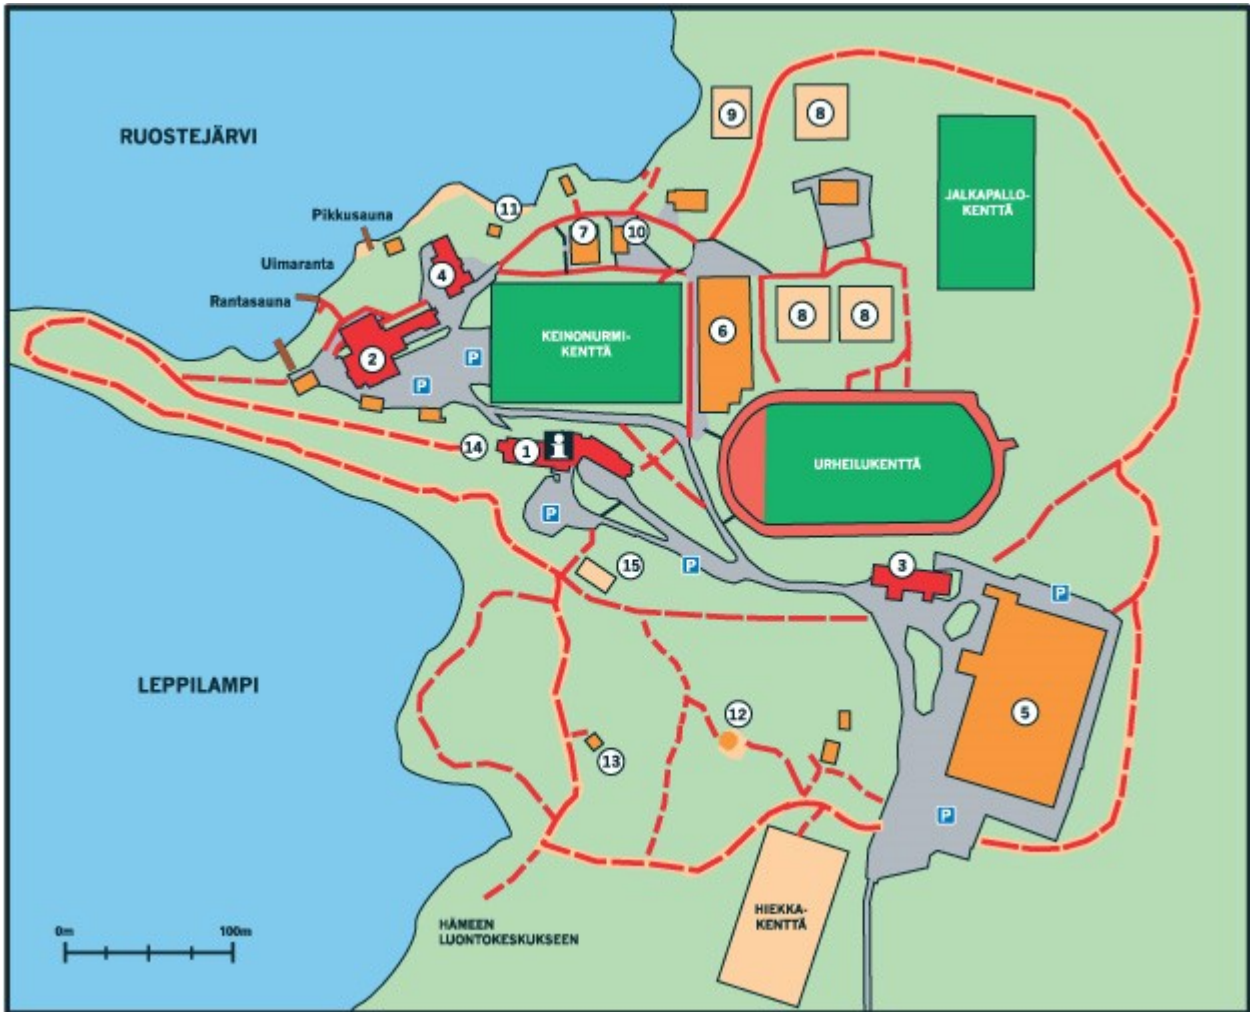 9
8
RUOSTEJÄRVI
JALKAPALLO-
KENTTÄ
Pikkusauna
11
7
10
Uimaranta
4
Rantasauna
8
8
6
KEINONURMI-
KENTTÄ
2
P
P
14
1
i
URHEILUKENTTÄ
P
15
P
3
P
LEPPILAMPI
12
5
13
P
HÄMEEN
LUONTOKESKUKSEEN
HIEKKA-
KENTTÄ
0m
100m